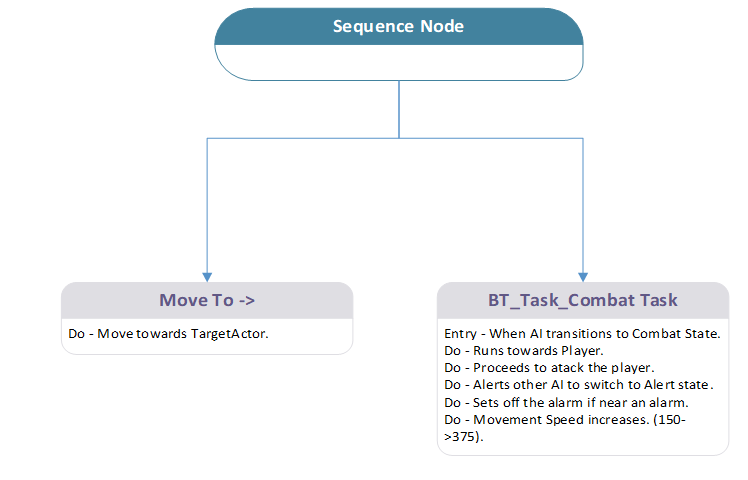 Sequence Node
Move To ->
Do - Move towards TargetActor.
BT_Task_Combat Task
Entry - When AI transitions to Combat State.
Do - Runs towards Player.
Do - Proceeds to atack the player.
Do - Alerts other AI to switch to Alert state.
Do - Sets off the alarm if near an alarm.
Do - Movement Speed increases. (150-
>375).